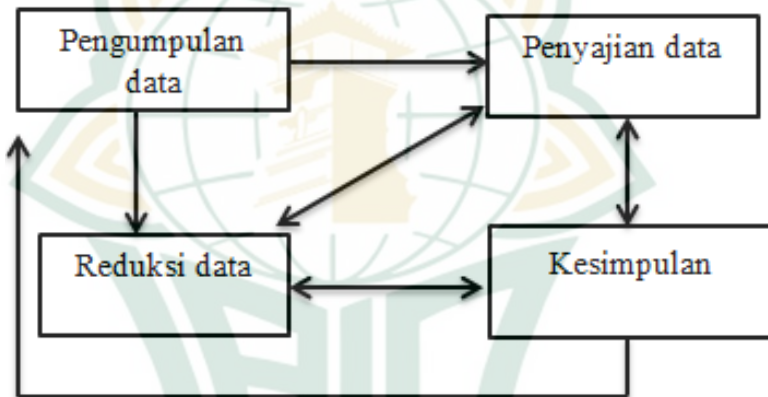 Pengumpulan
data
Penyajian data
Reduksi data
Kesimpulan